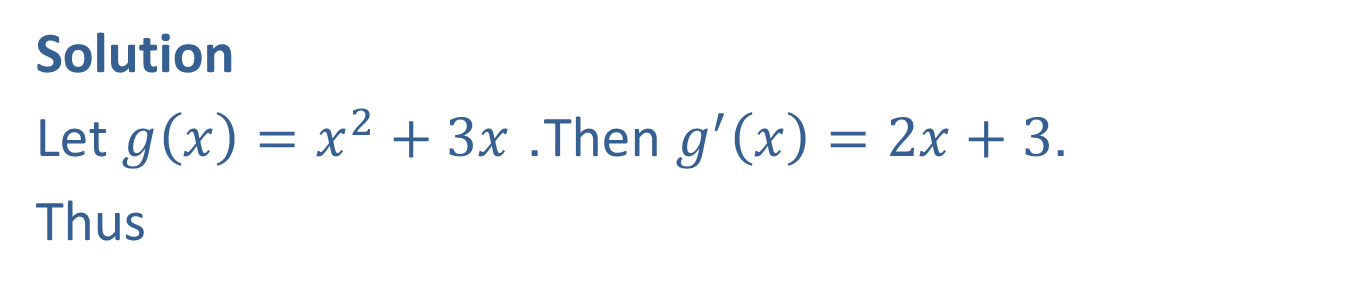 Solution
Let 𝑔(𝑥) = 𝑥² + 3𝑥 .Then 𝑔′(𝑥) = 2𝑥 + 3.
Thus